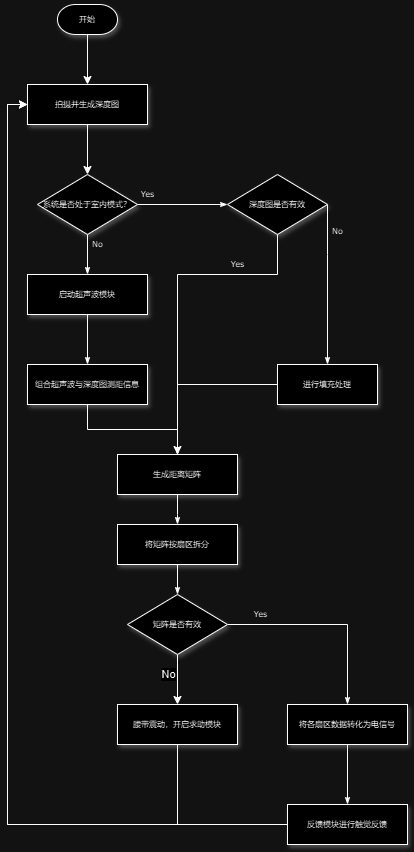 开始
拍摄并生成深度图
系统是否处于室内模式?
Yes
深度图是否有效
No
No
Yes
启动超声波模块
组合超声波与深度图测距信息
进行填充处理
生成距离矩阵
将矩阵按扇区拆分
矩阵是否有效
Yes
No
腰带震动，开启求动模块
将各扇区数据转化为电信号
反馈模块进行触觉反馈